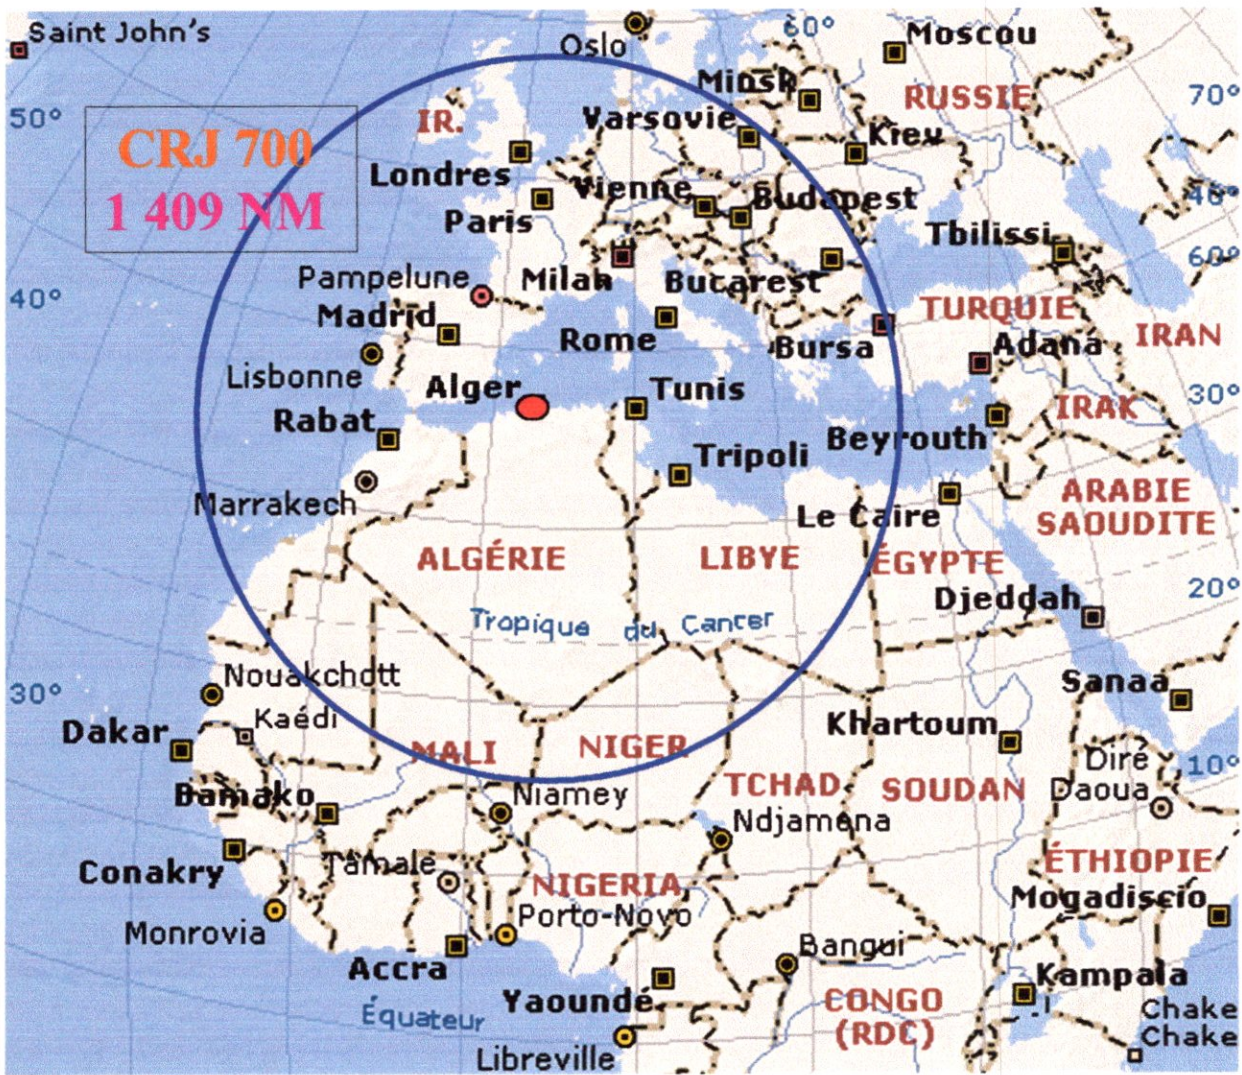 Saint John's
Oslo
60°
Moscou
Minsk
RUSSIE
70°
50°
IR.
Varsovie
Kiev
CRJ 700
1 409 NM
Londres
Vienne
Budapest
40°
Paris
Tbilissi
60°
Pampelune
Milan
Bucarest
40°
Madrid
TURQUIE
Rome
Bursa
Adana
IRAN
Lisbonne
Alger
Tunis
30°
IRAK
Rabat
Beyrouth
Tripoli
Marrakech
Le Caire
ARABIE
SAOUDITE
ALGÉRIE
LIBYE
ÉGYPTE
20°
Djeddah
Tropique du Cancer
Nouakchott
30°
Sanaa
Kaédi
Dakar
Khartoum
MALI
NIGER
Diré
Daoua
10°
TCHAD
SOUDAN
Bamako
Niamey
Ndjamena
Conakry
Tamale
NIGERIA
ÉTHIOPIE
Mogadiscio
Porto-Novo
Monrovia
Bangui
Accra
Kampala
Yaoundé
CONGO
(RDC)
Équateur
Chake
Chake
Libreville